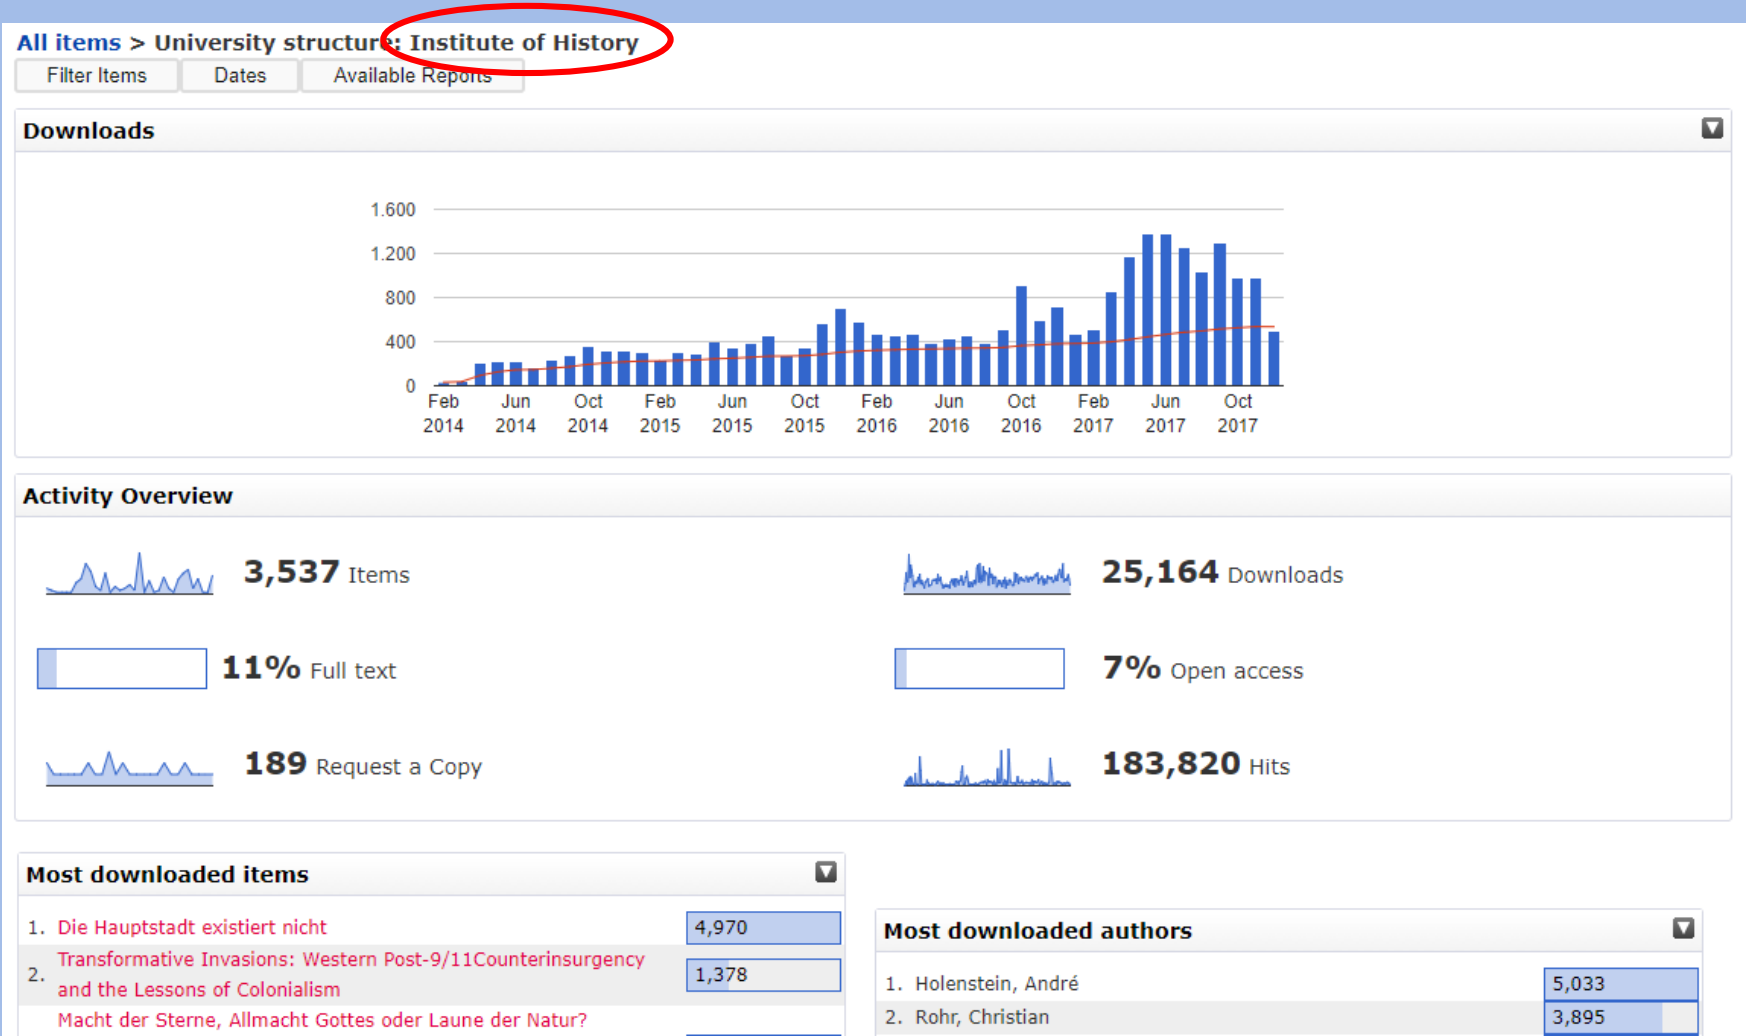 All items > University structure: Institute of History
Filter Items Dates Available Reports
Downloads
1.600
1.200
800
400
0
Feb Jun Oct Feb Jun Oct Feb Jun Oct Feb Jun Oct
2014 2014 2014 2015 2015 2015 2016 2016 2016 2017 2017 2017
Activity Overview
3,537 Items
25,164 Downloads
11% Full text
7% Open access
189 Request a Copy
183,820 Hits
Most downloaded items
1. Die Hauptstadt existiert nicht 4,970
2. Transformative Invasions: Western Post-9/11Counterinsurgency
and the Lessons of Colonialism 1,378
Macht der Sterne, Allmacht Gottes oder Laune der Natur?
Most downloaded authors
1. Holenstein, André 5,033
2. Rohr, Christian 3,895